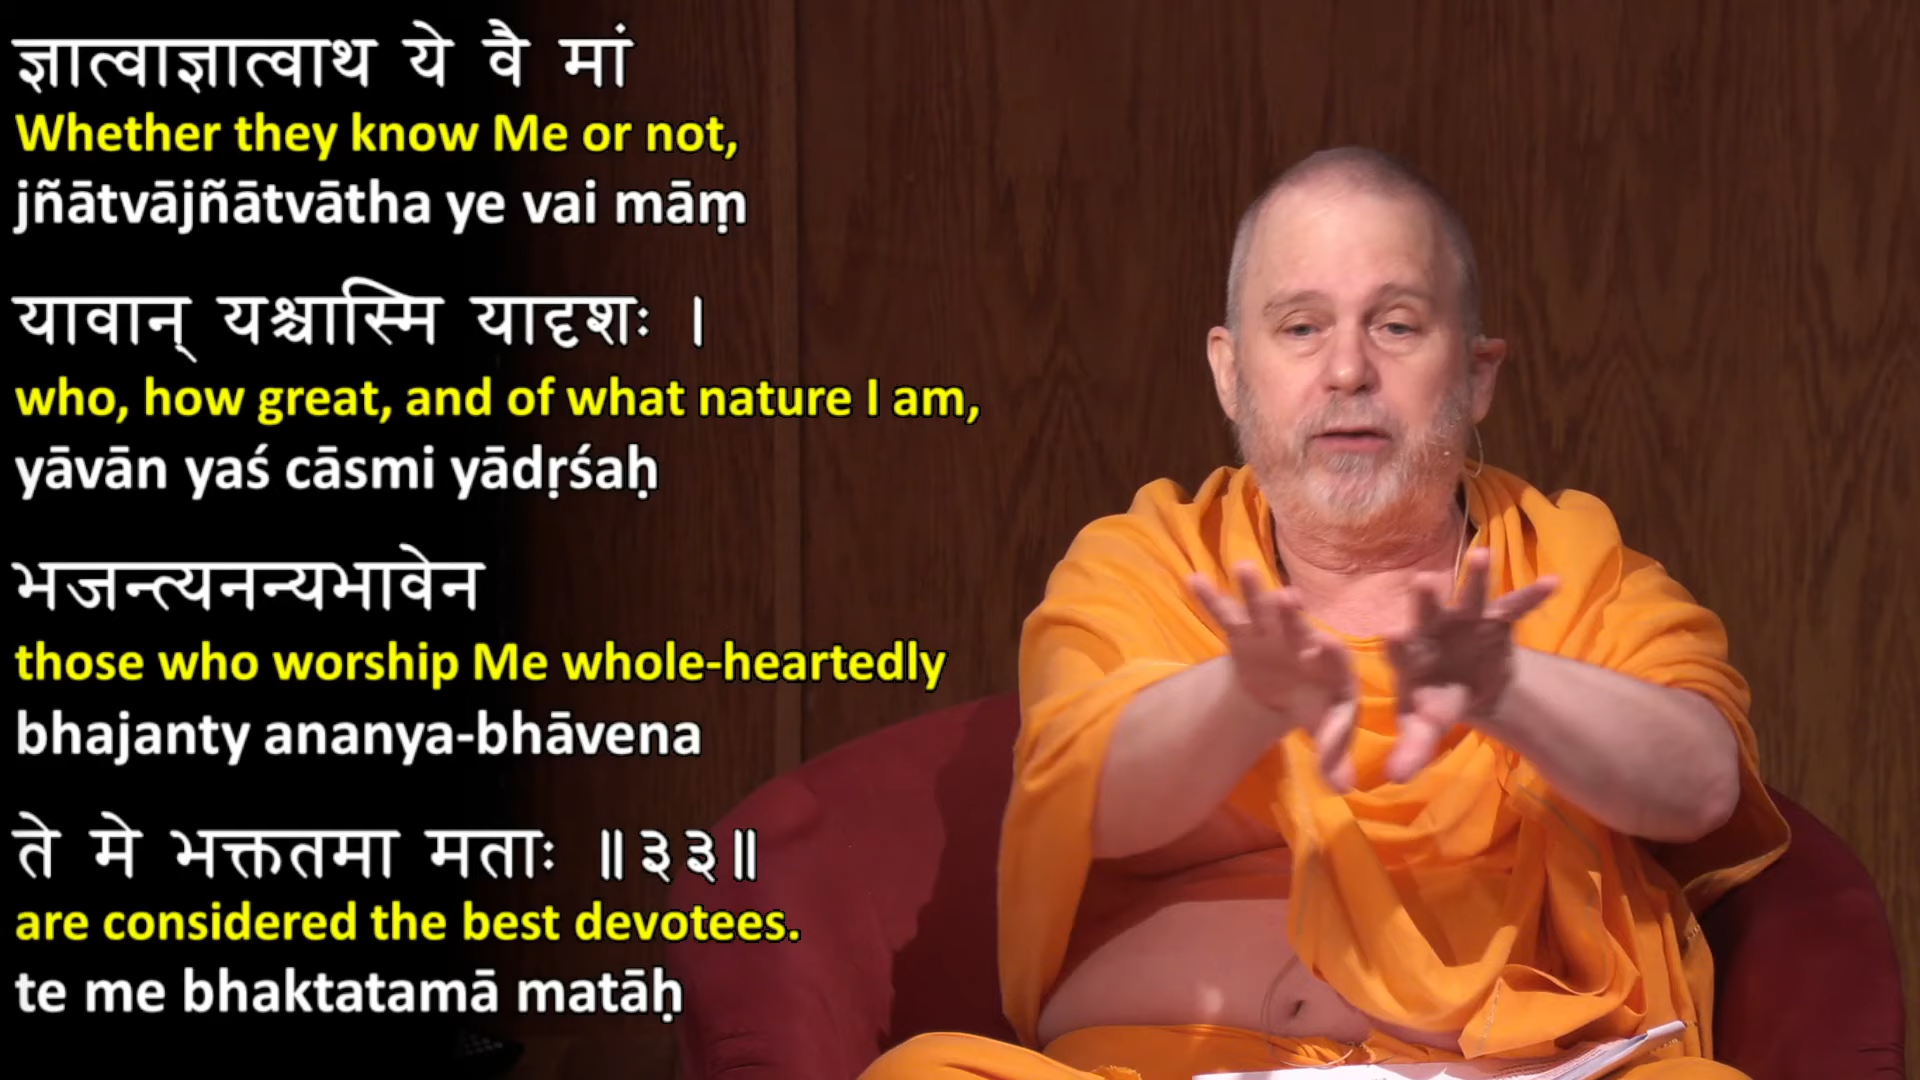 ज्ञात्वाज्ञात्वाथ ये वै मां
Whether they know Me or not,
jñātvājñātvātha ye vai māṃ
यावान् यश्चास्मि यादृशः ।
who, how great, and of what nature I am,
yāvān yaś cāsmi yādṛśaḥ
भजन्त्यनन्यभावेन
those who worship Me whole-heartedly
bhajanty ananya-bhāvena
ते मे भक्ततमा मताः ॥३३॥
are considered the best devotees.
te me bhaktatamā matāḥ